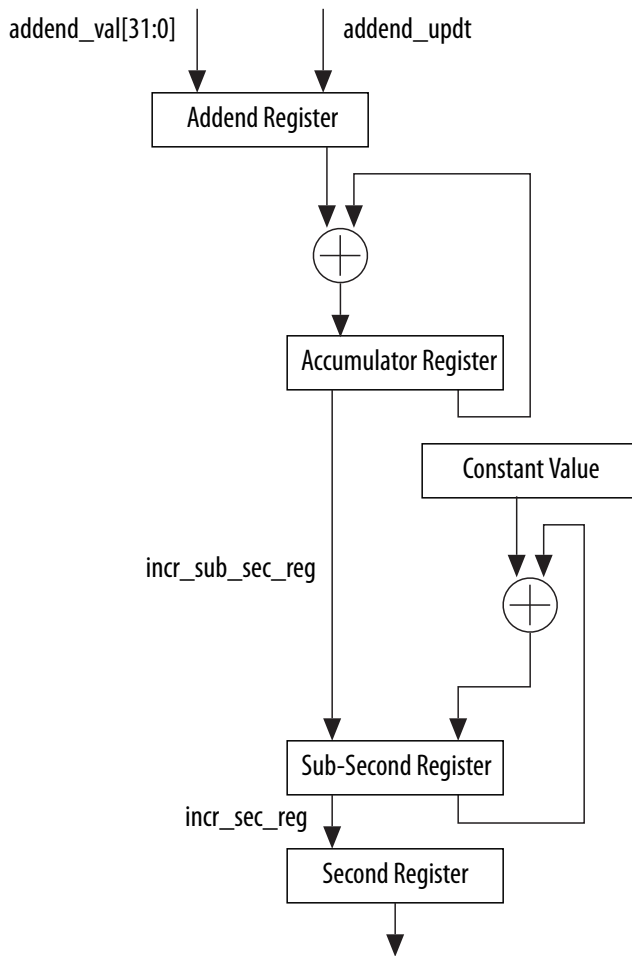 addend_val[31:0]
addend_updt
Addend Register
Accumulator Register
Constant Value
incr_sub_sec_reg
Sub-Second Register
incr_sec_reg
Second Register